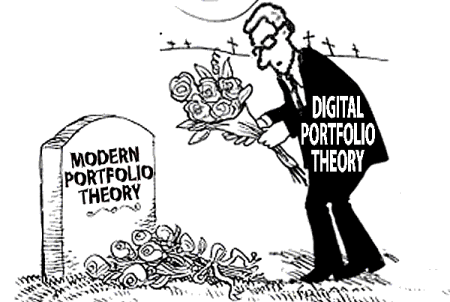 MODERN
PORTFOLIO
THEORY
DIGITAL
PORTFOLIO
THEORY